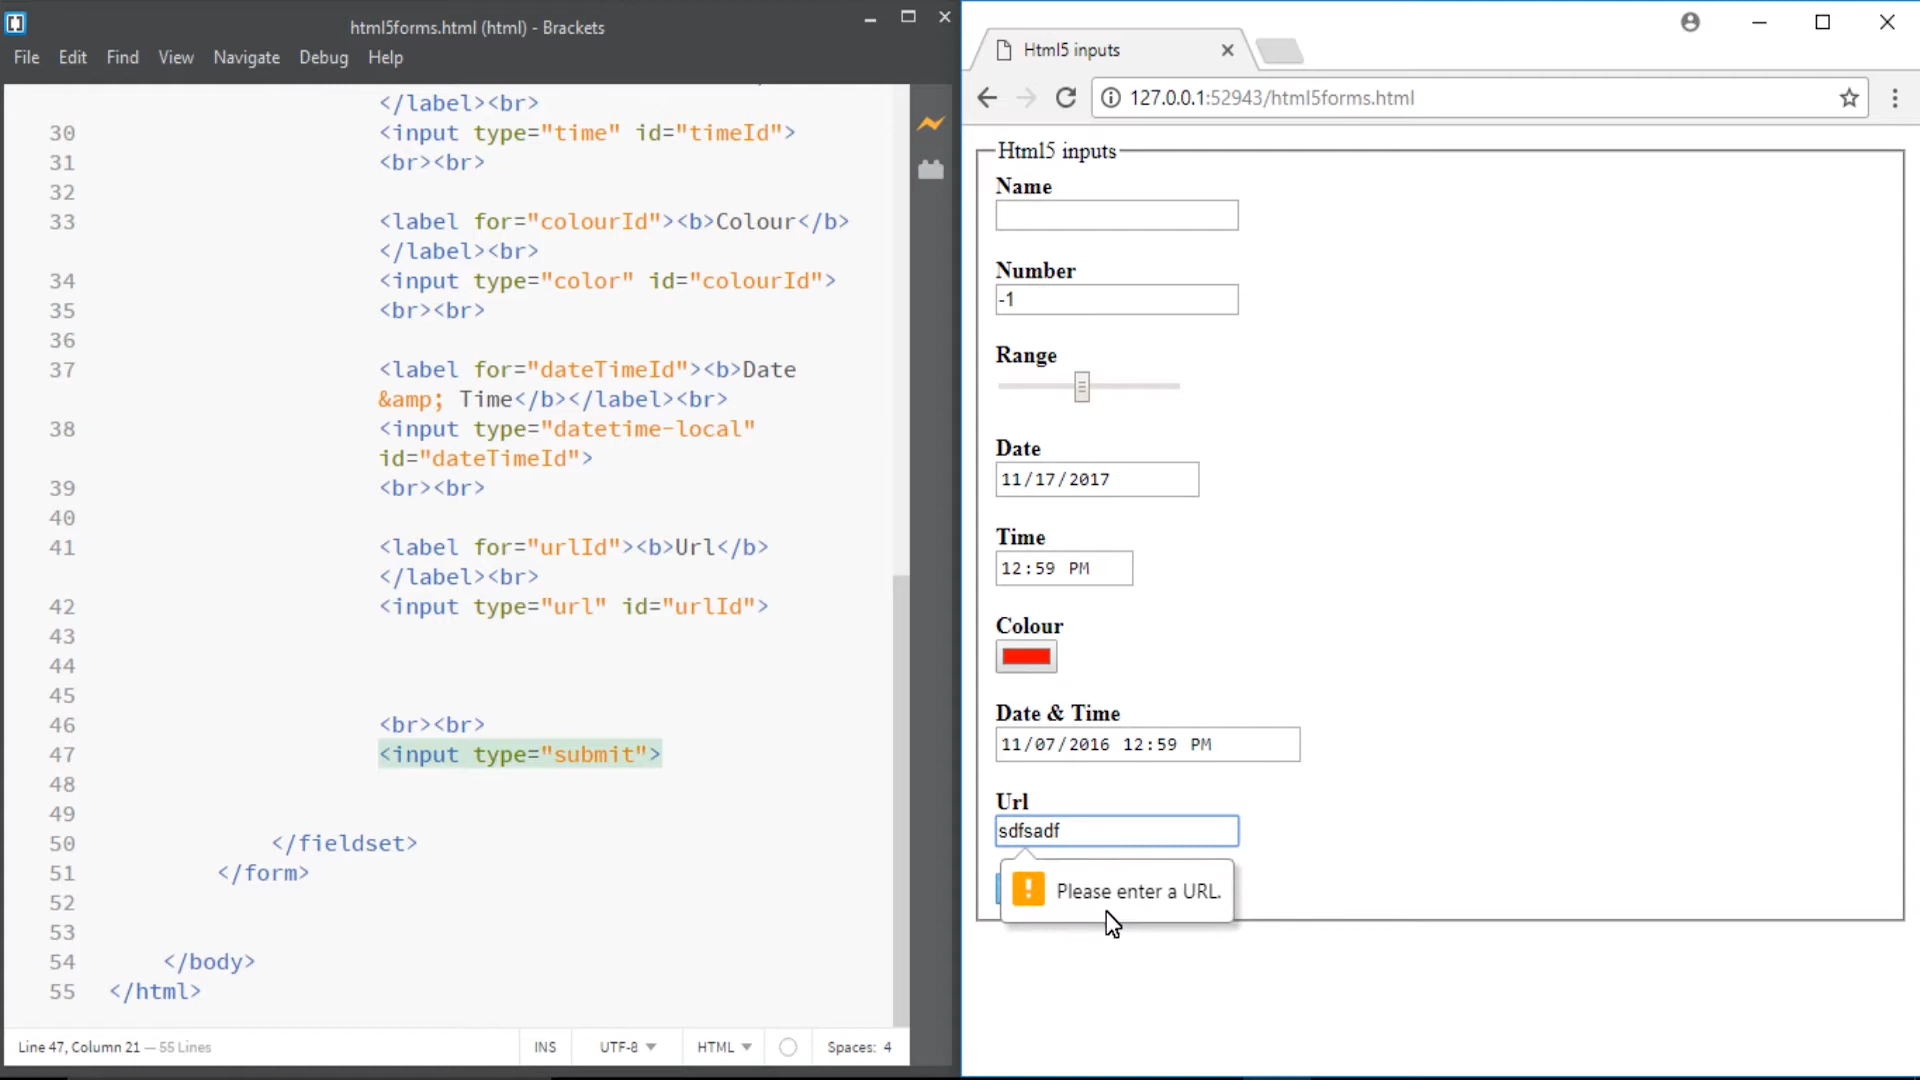 html5forms.html (html) - Brackets
File Edit Find View Navigate Debug Help
</label><br>
30 <input type="time" id="timeId">
31 <br><br>
32
33 <label for="colourId"><b>Colour</b>
</label><br>
34 <input type="color" id="colourId">
35 <br><br>
36
37 <label for="dateTimeId"><b>Date
&amp; Time</b></label><br>
38 <input type="datetime-local"
id="dateTimeId">
39 <br><br>
40
41 <label for="urlId"><b>Url</b>
</label><br>
42 <input type="url" id="urlId">
43
44
45
46 <br><br>
47 <input type="submit">
48
49
50 </fieldset>
51 </form>
52
53
54 </body>
55 </html>
Line 47, Column 21 — 55 Lines
INS UTF-8 HTML Spaces: 4
Html5 inputs
127.0.0.1:52943/html5forms.html
Html5 inputs
Name
Number
-1
Range
Date
11/17/2017
Time
12:59 PM
Colour
Date & Time
11/07/2016 12:59 PM
Url
sdfsadf
! Please enter a URL.